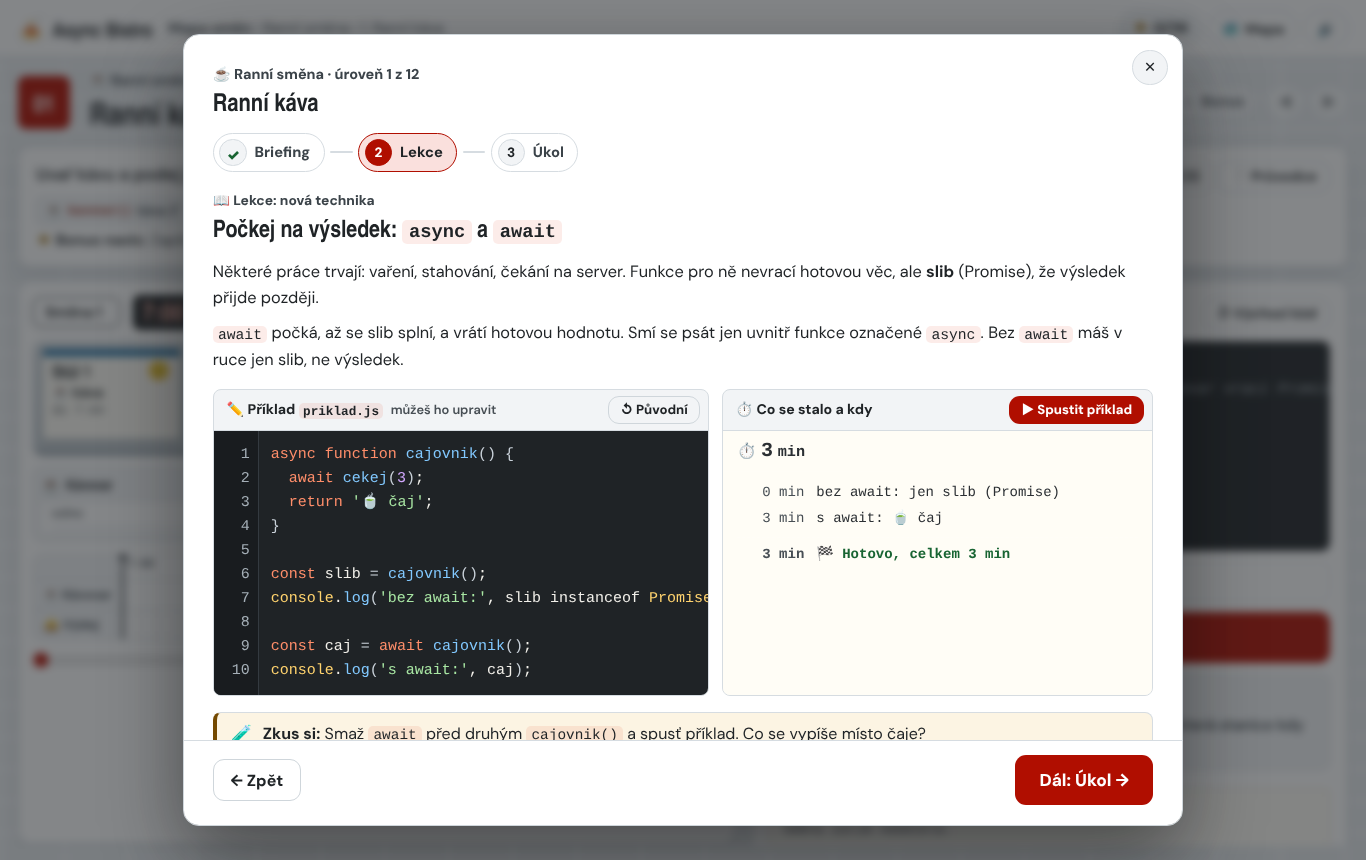 ☕ Ranní směna · úroveň 1 z 12
Ranní káva
✕
✓ Briefing
2 Lekce
3 Úkol
📖 Lekce: nová technika
Počkej na výsledek: async a await
Některé práce trvají: vaření, stahování, čekání na server. Funkce pro ně nevrací hotovou věc, ale slib (Promise), že výsledek
přijde později.
await počká, až se slib splní, a vrátí hotovou hodnotu. Smí se psát jen uvnitř funkce označené async. Bez await máš v
ruce jen slib, ne výsledek.
✏️ Příklad priklad.js můžeš ho upravit
↺ Původní
1 async function cajovnik() {
2 await cekej(3);
3 return '🍵 čaj';
4 }
5
6 const slib = cajovnik();
7 console.log('bez await:', slib instanceof Promise
8
9 const caj = await cajovnik();
10 console.log('s await:', caj);
⏱️ Co se stalo a kdy
▶ Spustit příklad
⏱️ 3 min
0 min bez await: jen slib (Promise)
3 min s await: 🍵 čaj
3 min 🏁 Hotovo, celkem 3 min
🧪 Zkus si: Smaž await před druhým cajovnik() a spusť příklad. Co se vypíše místo čaje?
← Zpět
Dál: Úkol →